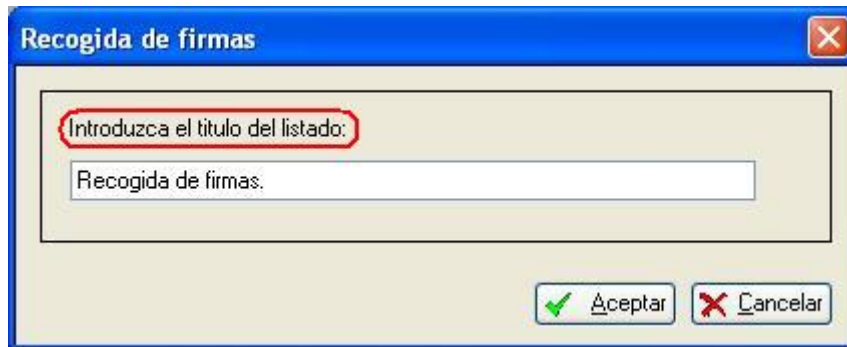 Recogida de firmas
Introduzca el titulo del listado:
Recogida de firmas.
Aceptar
Cancelar